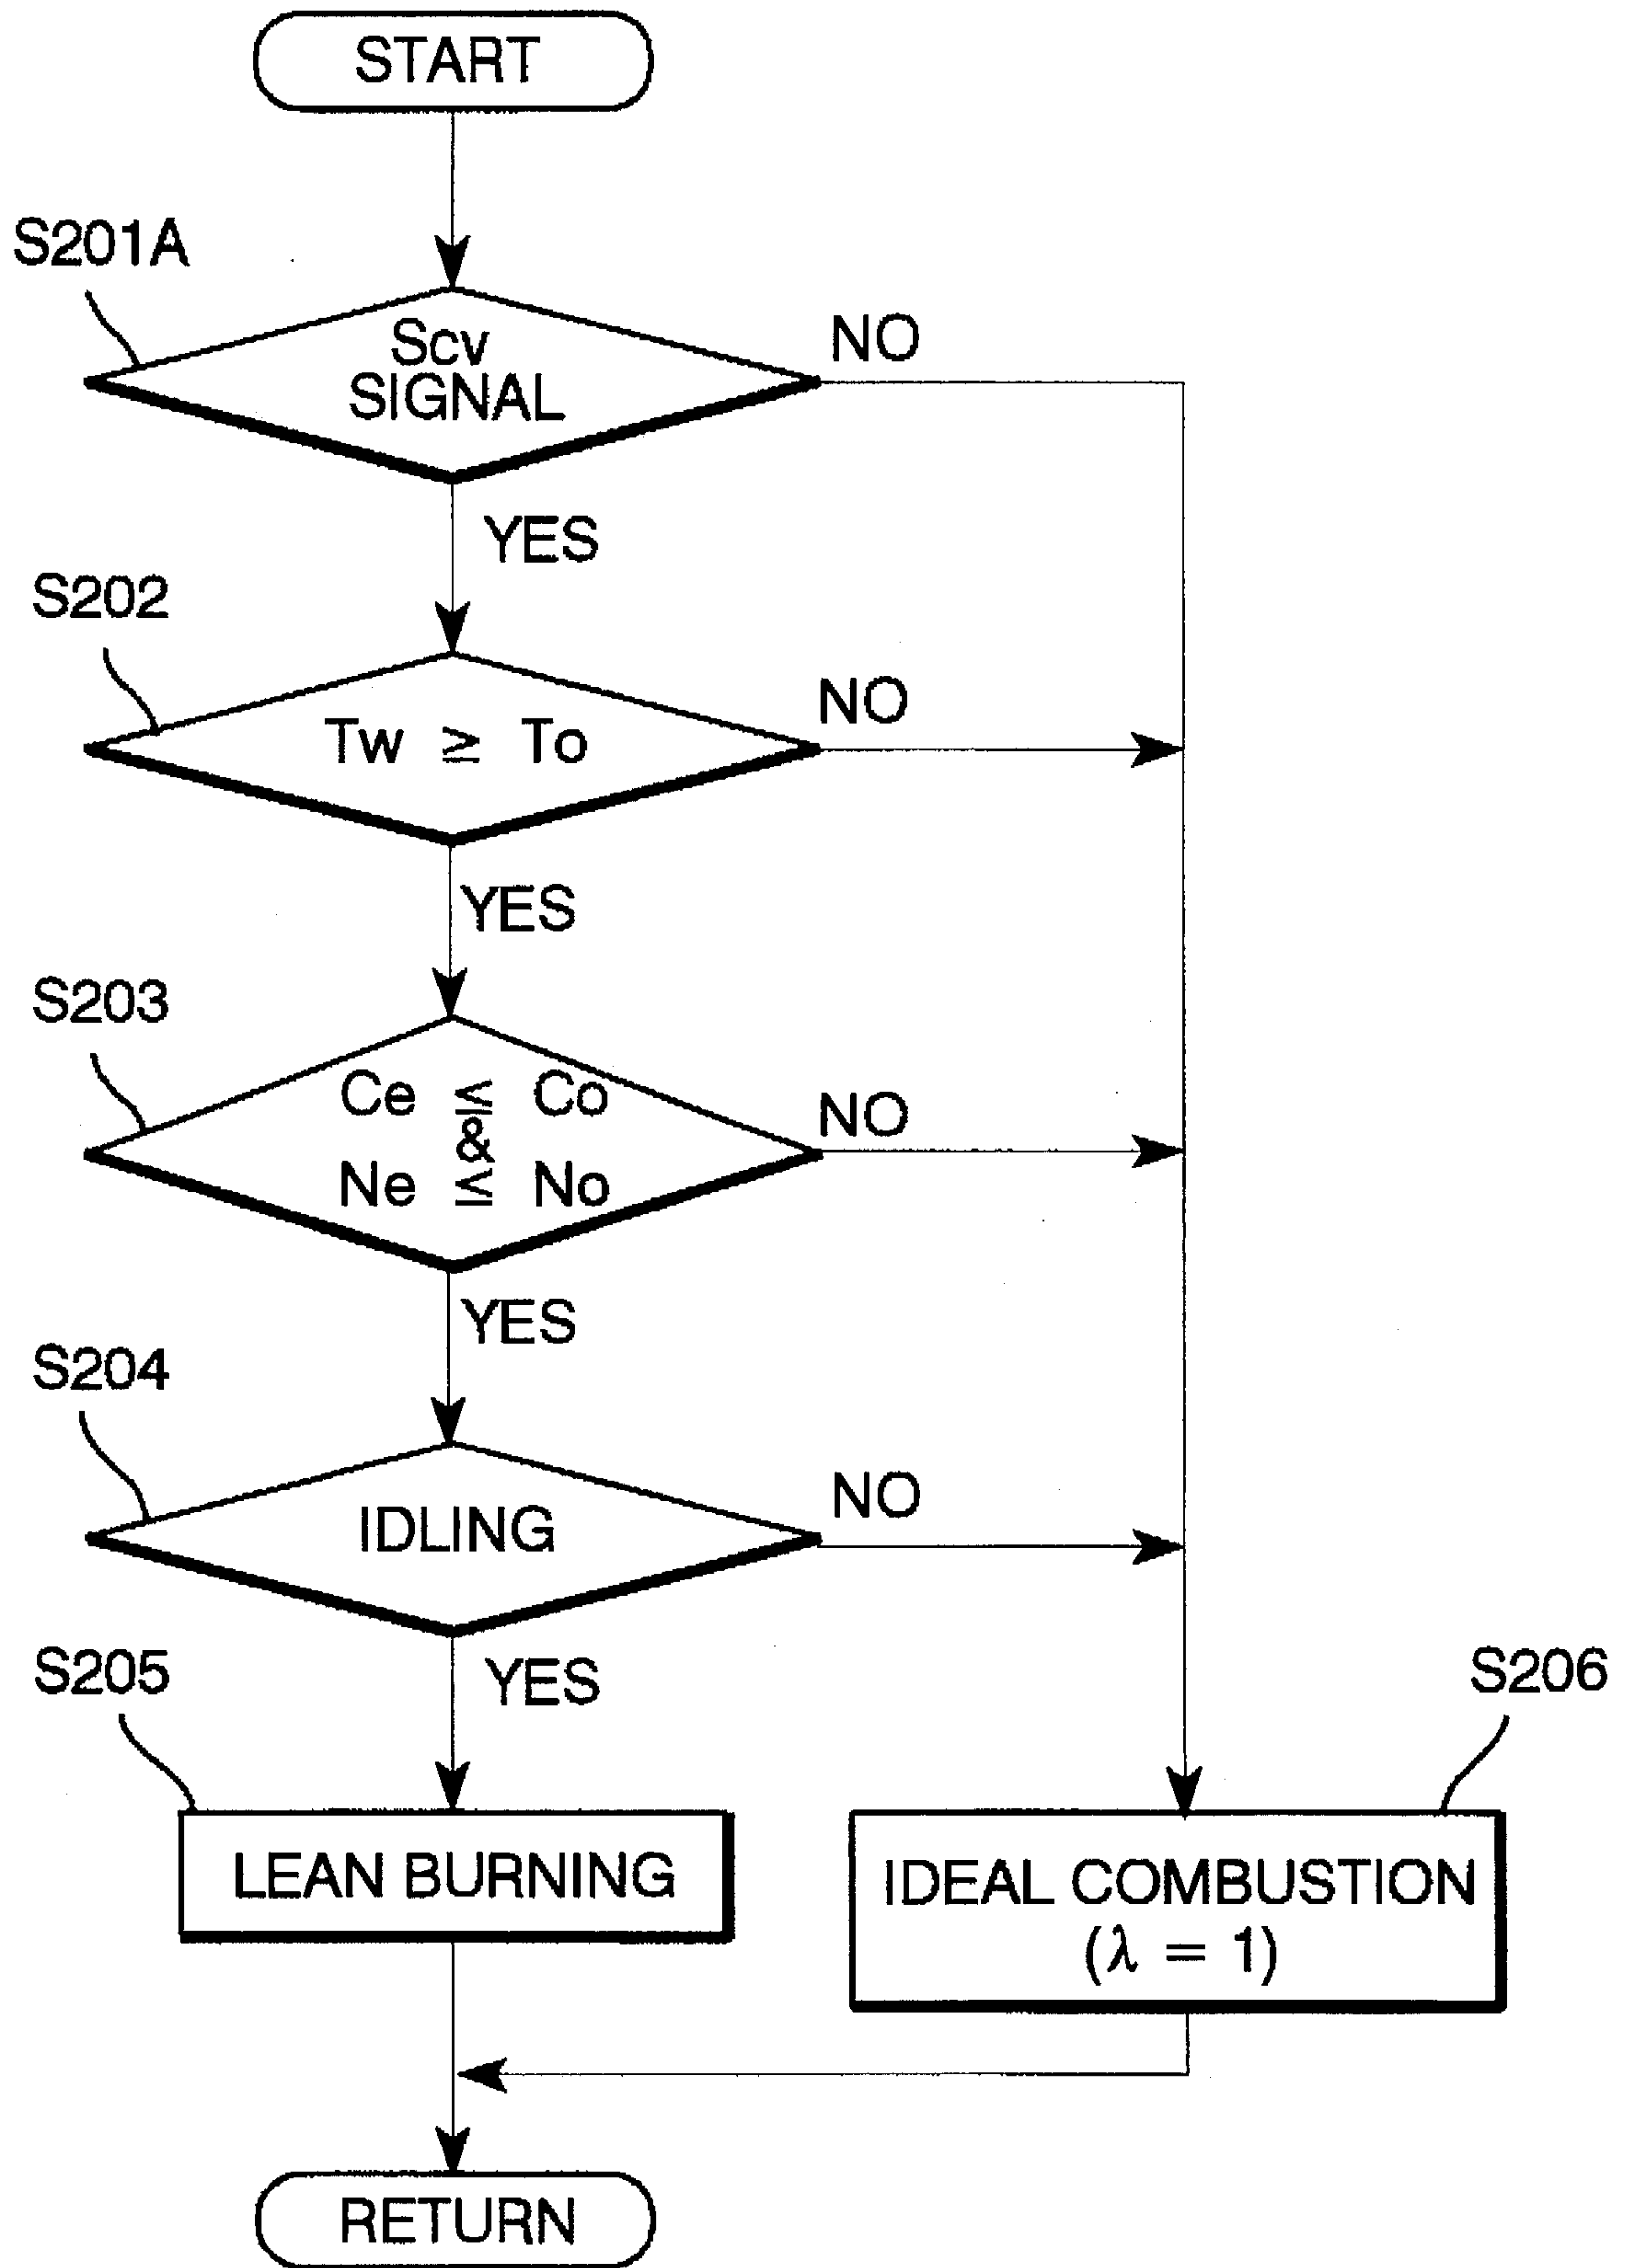 START
S201A
Scv
SIGNAL
NO
YES
S202
Tw ≥ To
NO
YES
S203
Ce ≤ Co
&
Ne ≤ No
NO
YES
S204
IDLING
NO
YES
S205
S206
LEAN BURNING
IDEAL COMBUSTION
(λ = 1)
RETURN